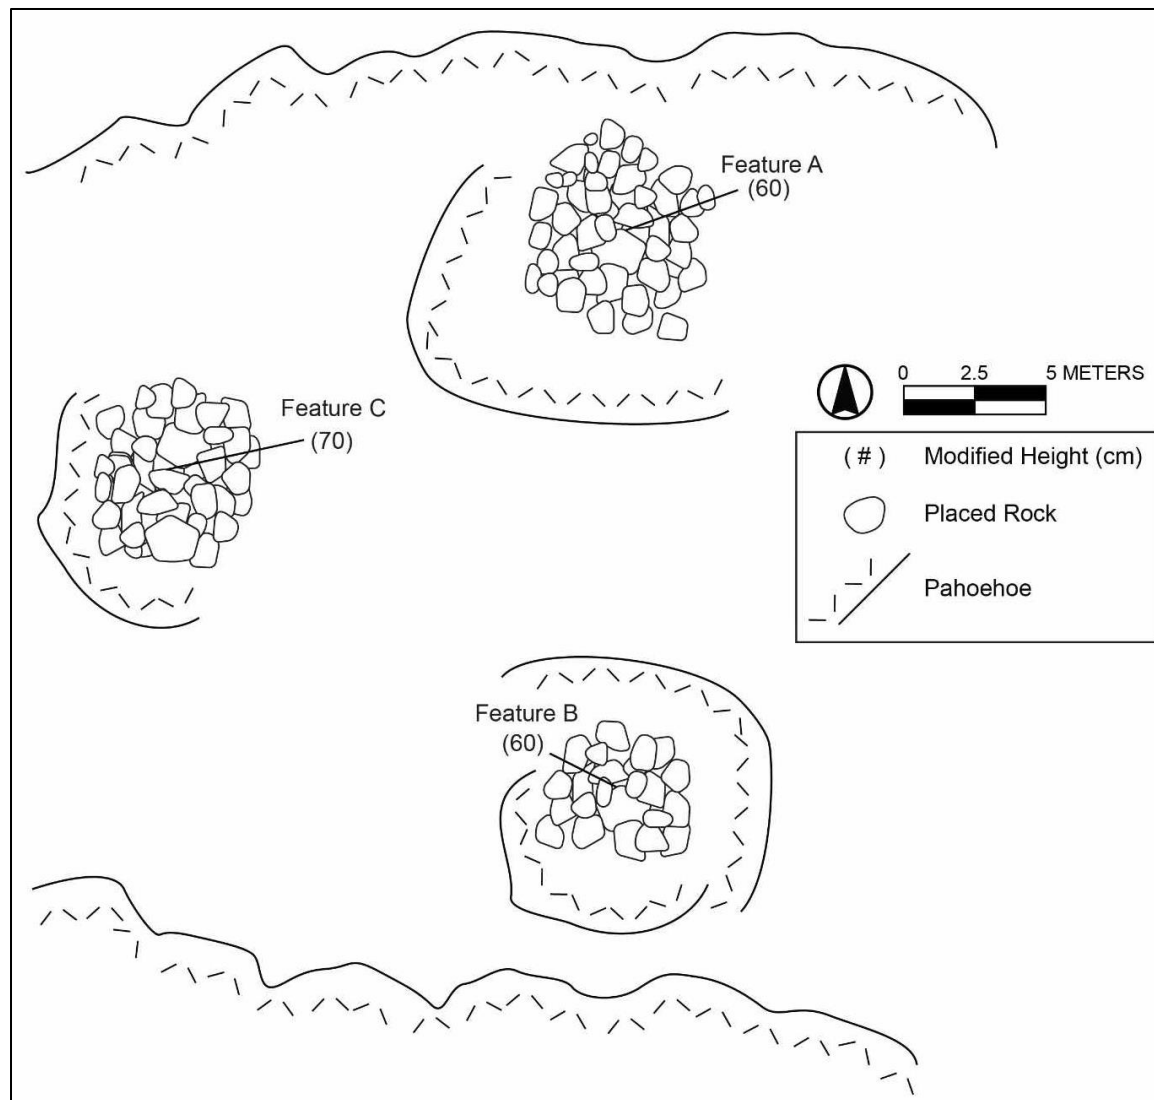 Feature A
(60)
Feature C
(70)
0 2.5 5 METERS
( # ) Modified Height (cm)
Placed Rock
Pahoehoe
Feature B
(60)